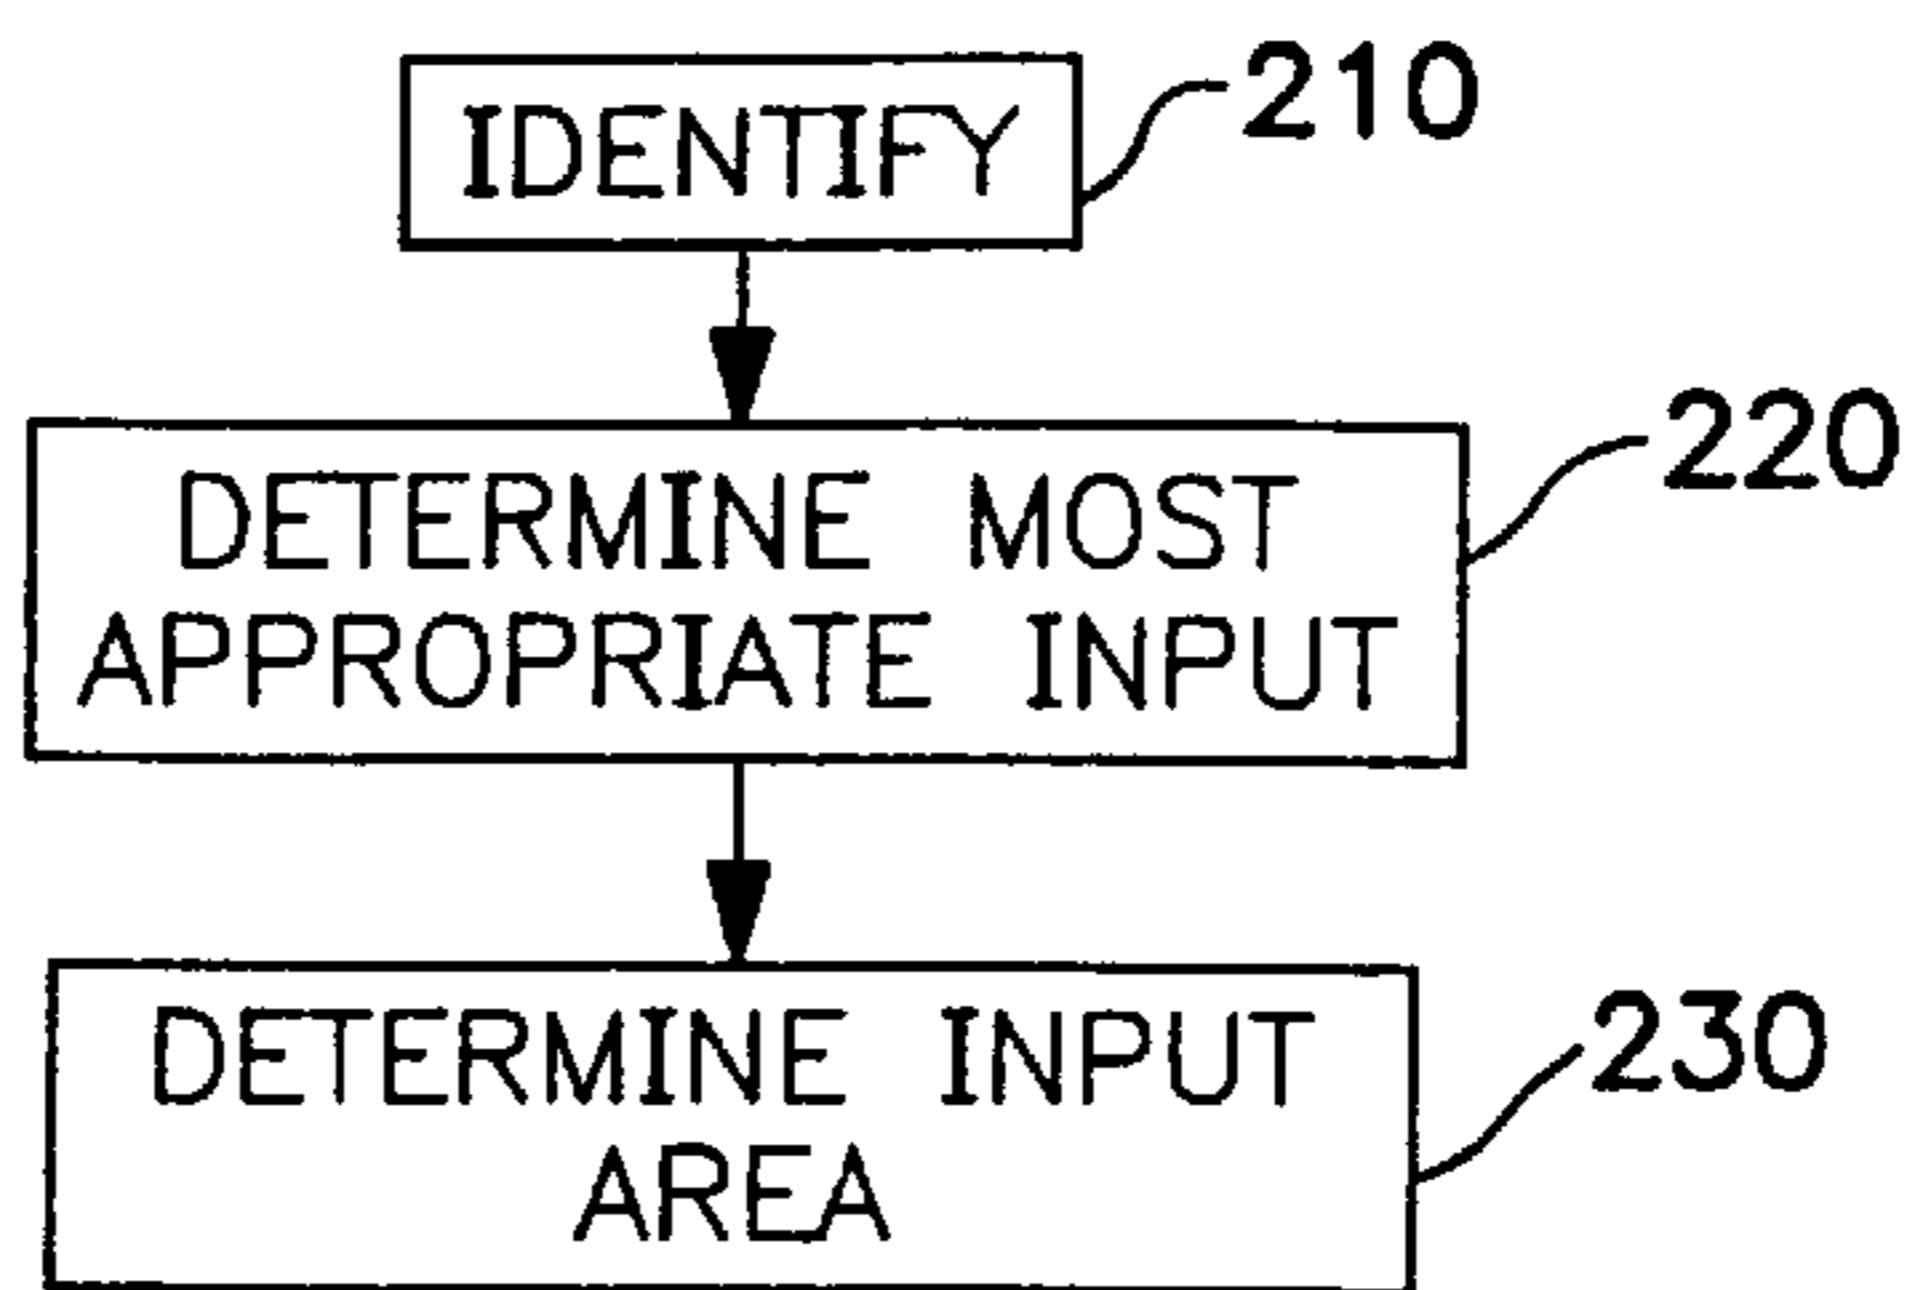 IDENTIFY 210
DETERMINE MOST 220
APPROPRIATE INPUT
DETERMINE INPUT 230
AREA